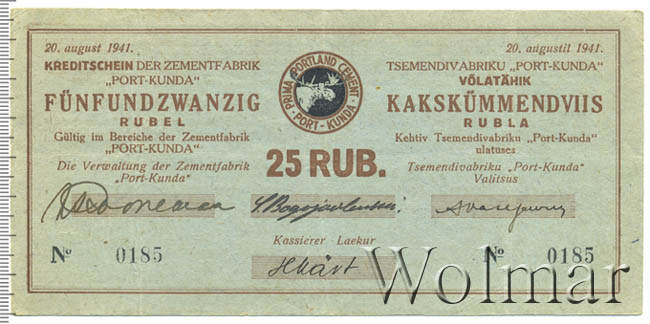 20. august 1941.
KREDITSCHEIN DER ZEMENTFABRIK
„PORT-KUNDA“
FÜNFUNDZWANZIG
RUBEL
Gültig im Bereiche der Zementfabrik
„PORT-KUNDA“
Die Verwaltung der Zementfabrik
„Port-Kunda“
PRIMA PORTLAND CEMENT
PORT-KUNDA
25 RUB.
20. augustil 1941.
TSEMENDIVABRIKU „PORT-KUNDA“
VÕLATÄHIK
KAKSKÜMMENDVIIS
RUBLA
Kehtiv Tsemendivabriku „Port-Kunda“
ulatuses
Tsemendivabriku „Port-Kunda“
Valitsus
№ 0185
Kassierer Laekur
№ 0185
Wolmar